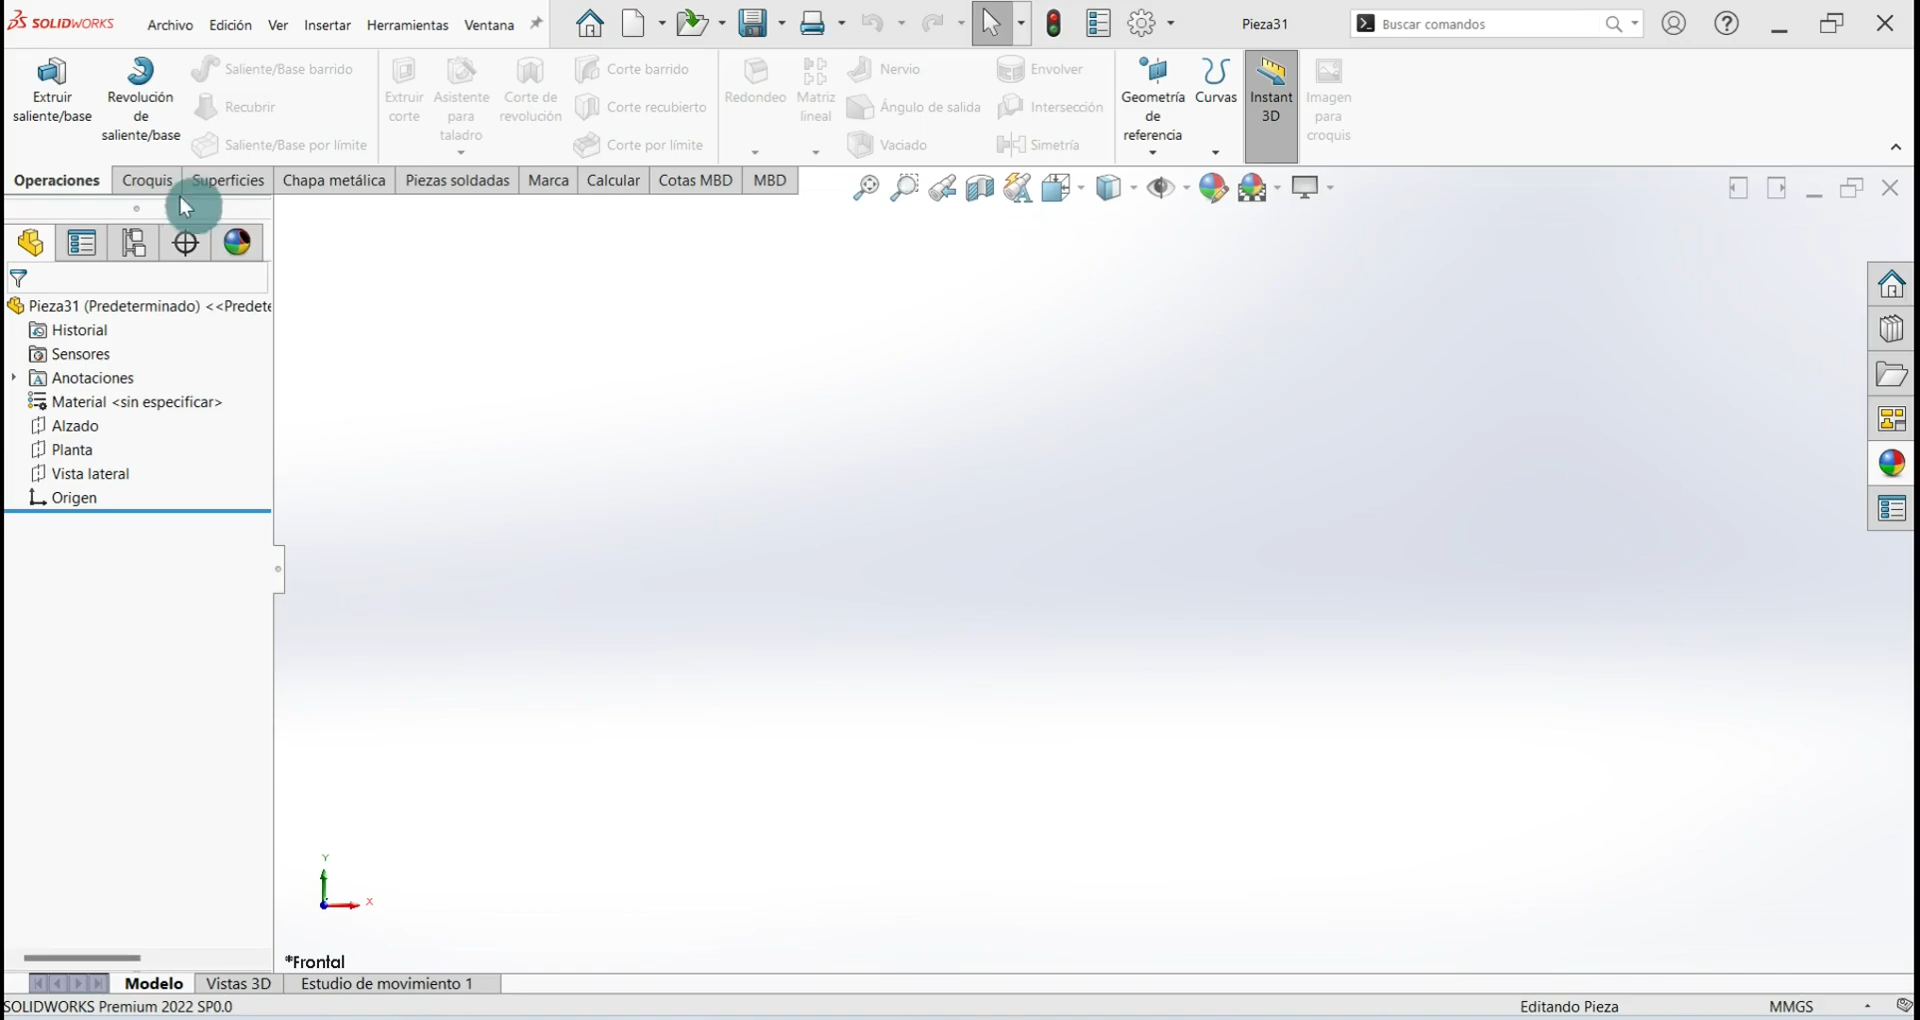 SOLIDWORKS Archivo Edición Ver Insertar Herramientas Ventana Pieza31 Buscar comandos
Extruir saliente/base
Revolución de saliente/base
Saliente/Base barrido
Recubrir
Saliente/Base por límite
Extruir corte
Asistente para taladro
Corte de revolución
Corte barrido
Corte recubierto
Corte por límite
Redondeo
Matriz lineal
Nervio
Ángulo de salida
Vaciado
Envolver
Intersección
Simetría
Geometría de referencia
Curvas
Instant 3D
Imagen para croquis
Operaciones Croquis Superficies Chapa metálica Piezas soldadas Marca Calcular Cotas MBD MBD
Pieza31 (Predeterminado) <<Predete
Historial
Sensores
Anotaciones
Material <sin especificar>
Alzado
Planta
Vista lateral
Origen
Y
X
*Frontal
Modelo Vistas 3D Estudio de movimiento 1
SOLIDWORKS Premium 2022 SP0.0 Editando Pieza MMGS